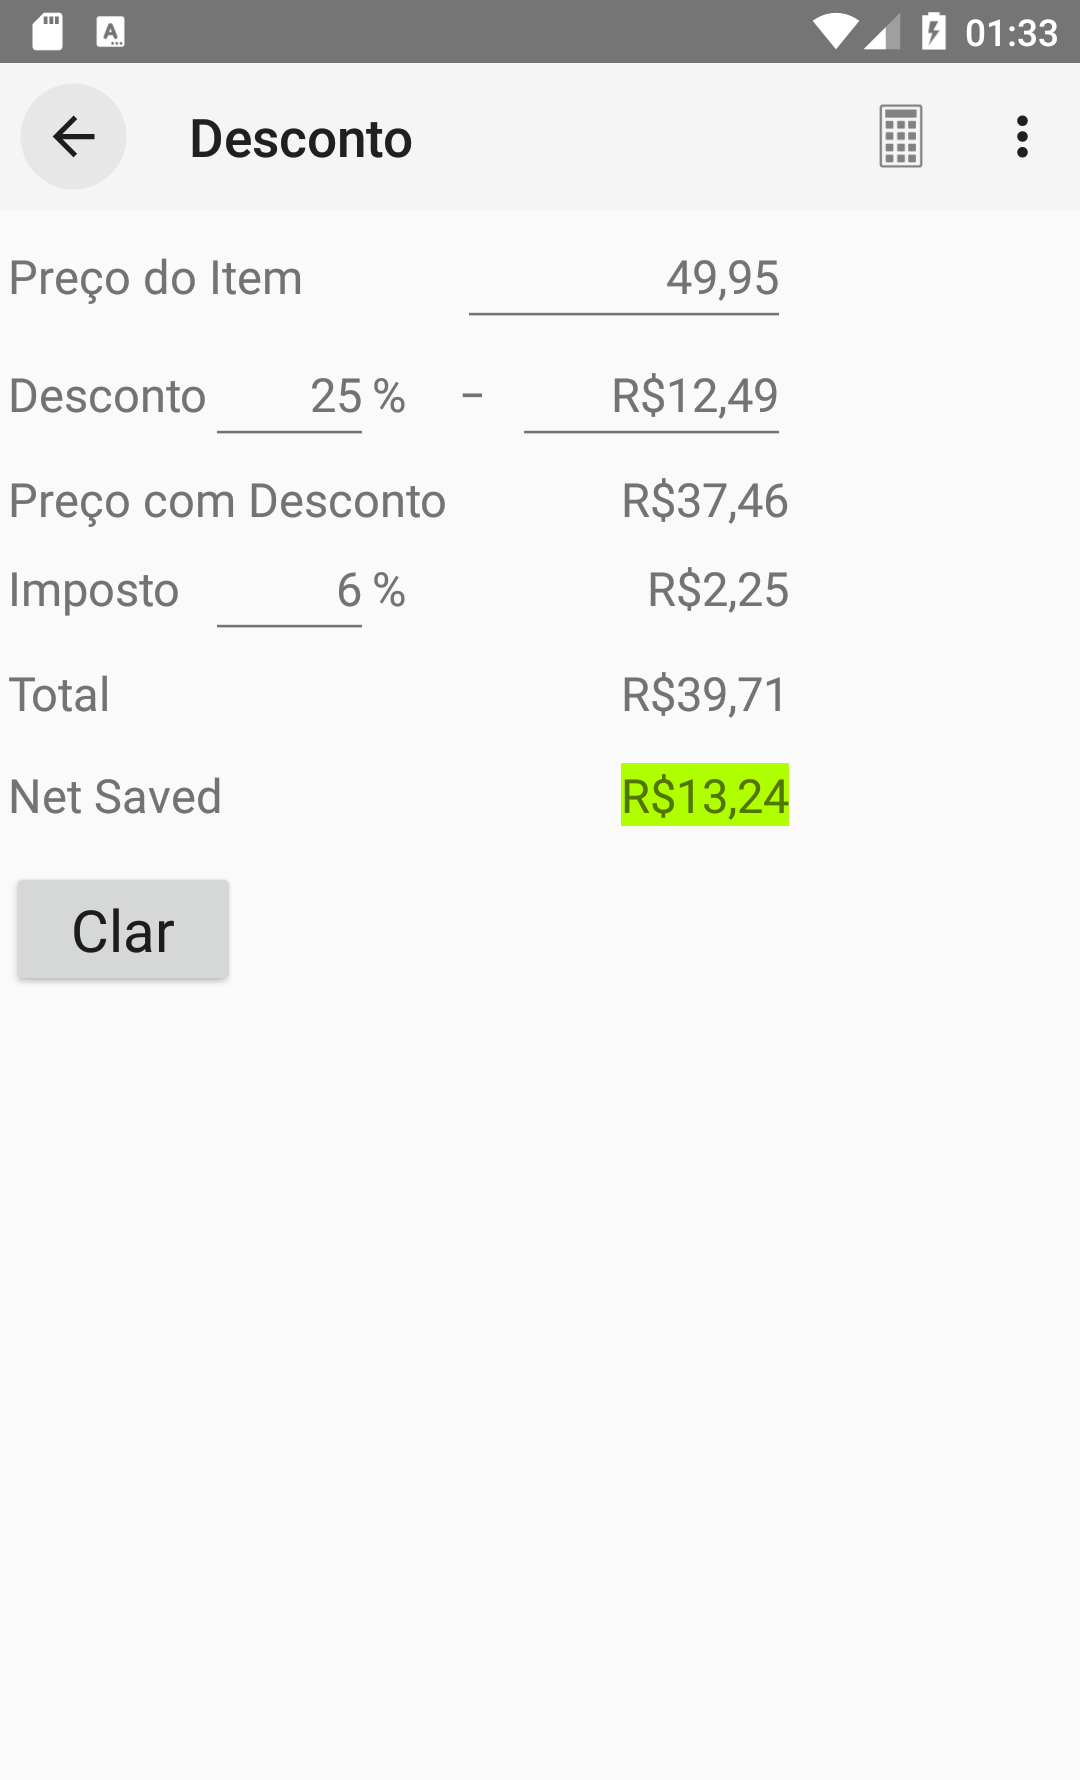 01:33
Desconto
Preço do Item 49,95
Desconto 25 % - R$12,49
Preço com Desconto R$37,46
Imposto 6 % R$2,25
Total R$39,71
Net Saved R$13,24
Clar